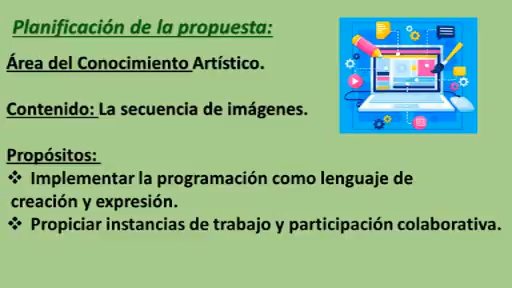 Planificación de la propuesta:
Área del Conocimiento Artístico.
Contenido: La secuencia de imágenes.
Propósitos:
❖ Implementar la programación como lenguaje de
creación y expresión.
❖ Propiciar instancias de trabajo y participación colaborativa.